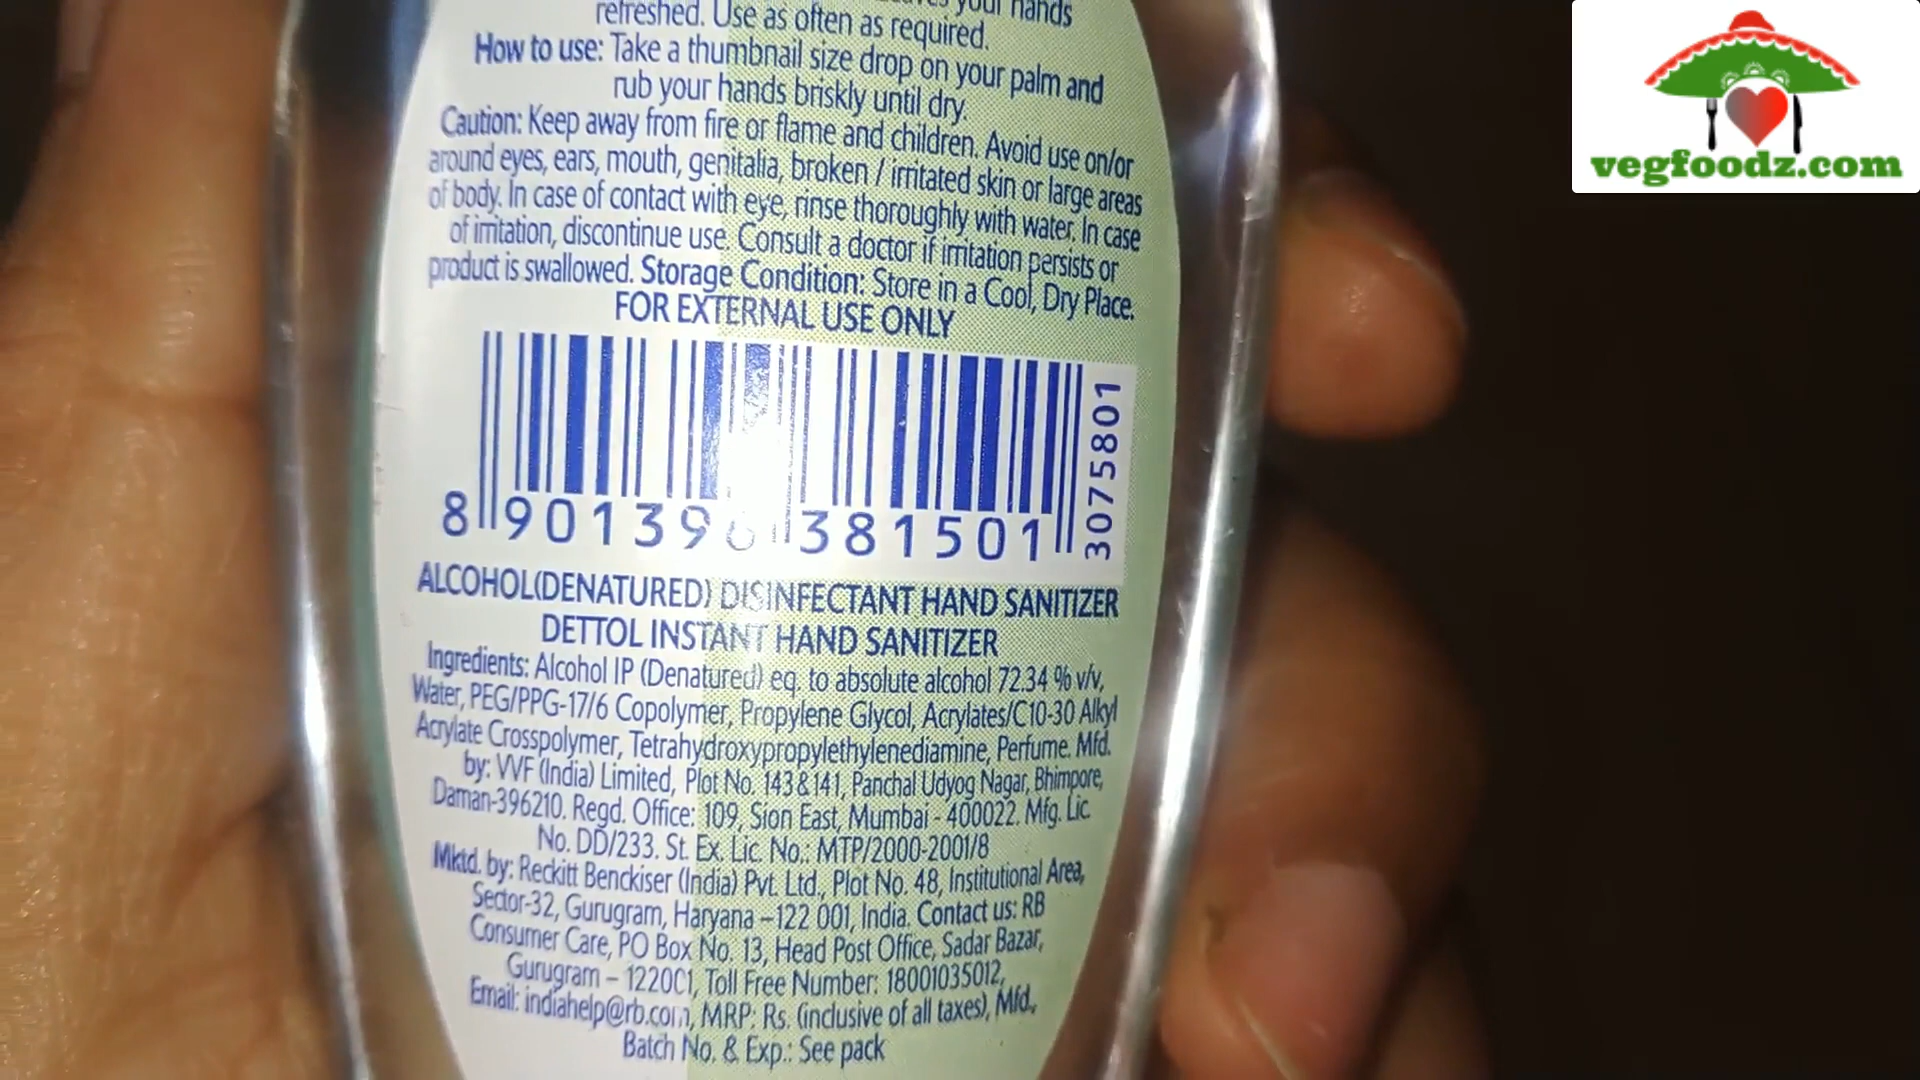 your hands
refreshed. Use as often as required.
How to use: Take a thumbnail size drop on your palm and
rub your hands briskly until dry.
Caution: Keep away from fire or flame and children. Avoid use on/or
around eyes, ears, mouth, genitalia, broken / irritated skin or large areas
of body. In case of contact with eye, rinse thoroughly with water. In case
of irritation, discontinue use. Consult a doctor if irritation persists or
product is swallowed. Storage Condition: Store in a Cool, Dry Place.
FOR EXTERNAL USE ONLY
3075801
8 901396 381501
ALCOHOL(DENATURED) DISINFECTANT HAND SANITIZER
DETTOL INSTANT HAND SANITIZER
Ingredients: Alcohol IP (Denatured) eq. to absolute alcohol 72.34 % v/v,
Water, PEG/PPG-17/6 Copolymer, Propylene Glycol, Acrylates/C10-30 Alkyl
Acrylate Crosspolymer, Tetrahydroxypropylethylenediamine, Perfume. Mfd.
by: VVF (India) Limited, Plot No. 143&141, Panchal Udyog Nagar, Bhimpore,
Daman-396210. Regd. Office: 109, Sion East, Mumbai - 400022. Mfg. Lic.
No. DD/233. St. Ex. Lic. No.: MTP/2000-2001/8
Mktd. by: Reckitt Benckiser (India) Pvt. Ltd., Plot No. 48, Institutional Area,
Sector-32, Gurugram, Haryana –122 001, India. Contact us: RB
Consumer Care, PO Box No. 13, Head Post Office, Sadar Bazar,
Gurugram – 122001, Toll Free Number: 18001035012,
Email: indiahelp@rb.com, MRP: Rs. (inclusive of all taxes), Mfd.,
Batch No. & Exp.: See pack
vegfoodz.com